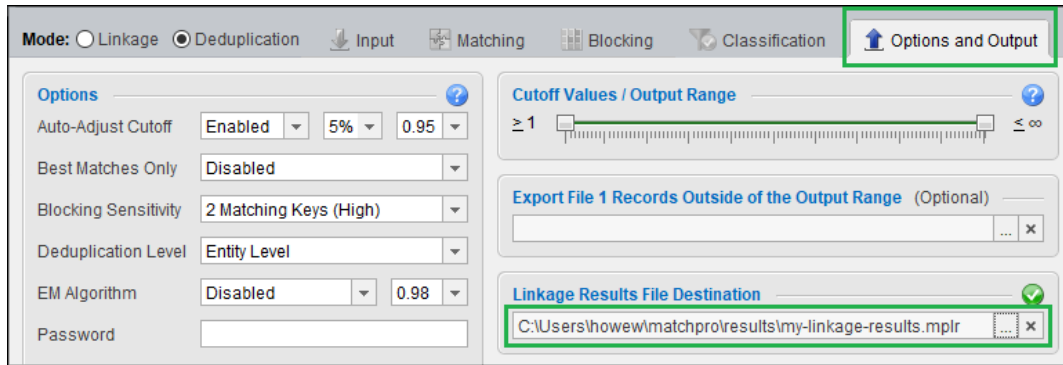 Mode: Linkage Deduplication Input Matching Blocking Classification Options and Output
Options
Auto-Adjust Cutoff Enabled 5% 0.95
Best Matches Only Disabled
Blocking Sensitivity 2 Matching Keys (High)
Deduplication Level Entity Level
EM Algorithm Disabled 0.98
Password
Cutoff Values / Output Range
≥ 1 ≤ ∞
Export File 1 Records Outside of the Output Range (Optional)
...
Linkage Results File Destination
C:\Users\howew\matchpro\results\my-linkage-results.mplr ...